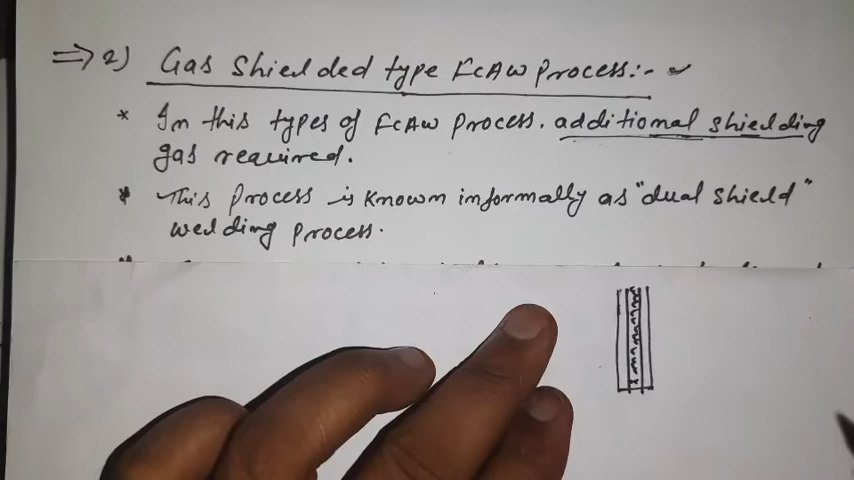 ⇒ 2) Gas Shielded type FCAW Process:- ✓
* In this types of FCAW Process. additional shielding
gas required.
* This Process is Known informally as "dual shield"
welding Process.